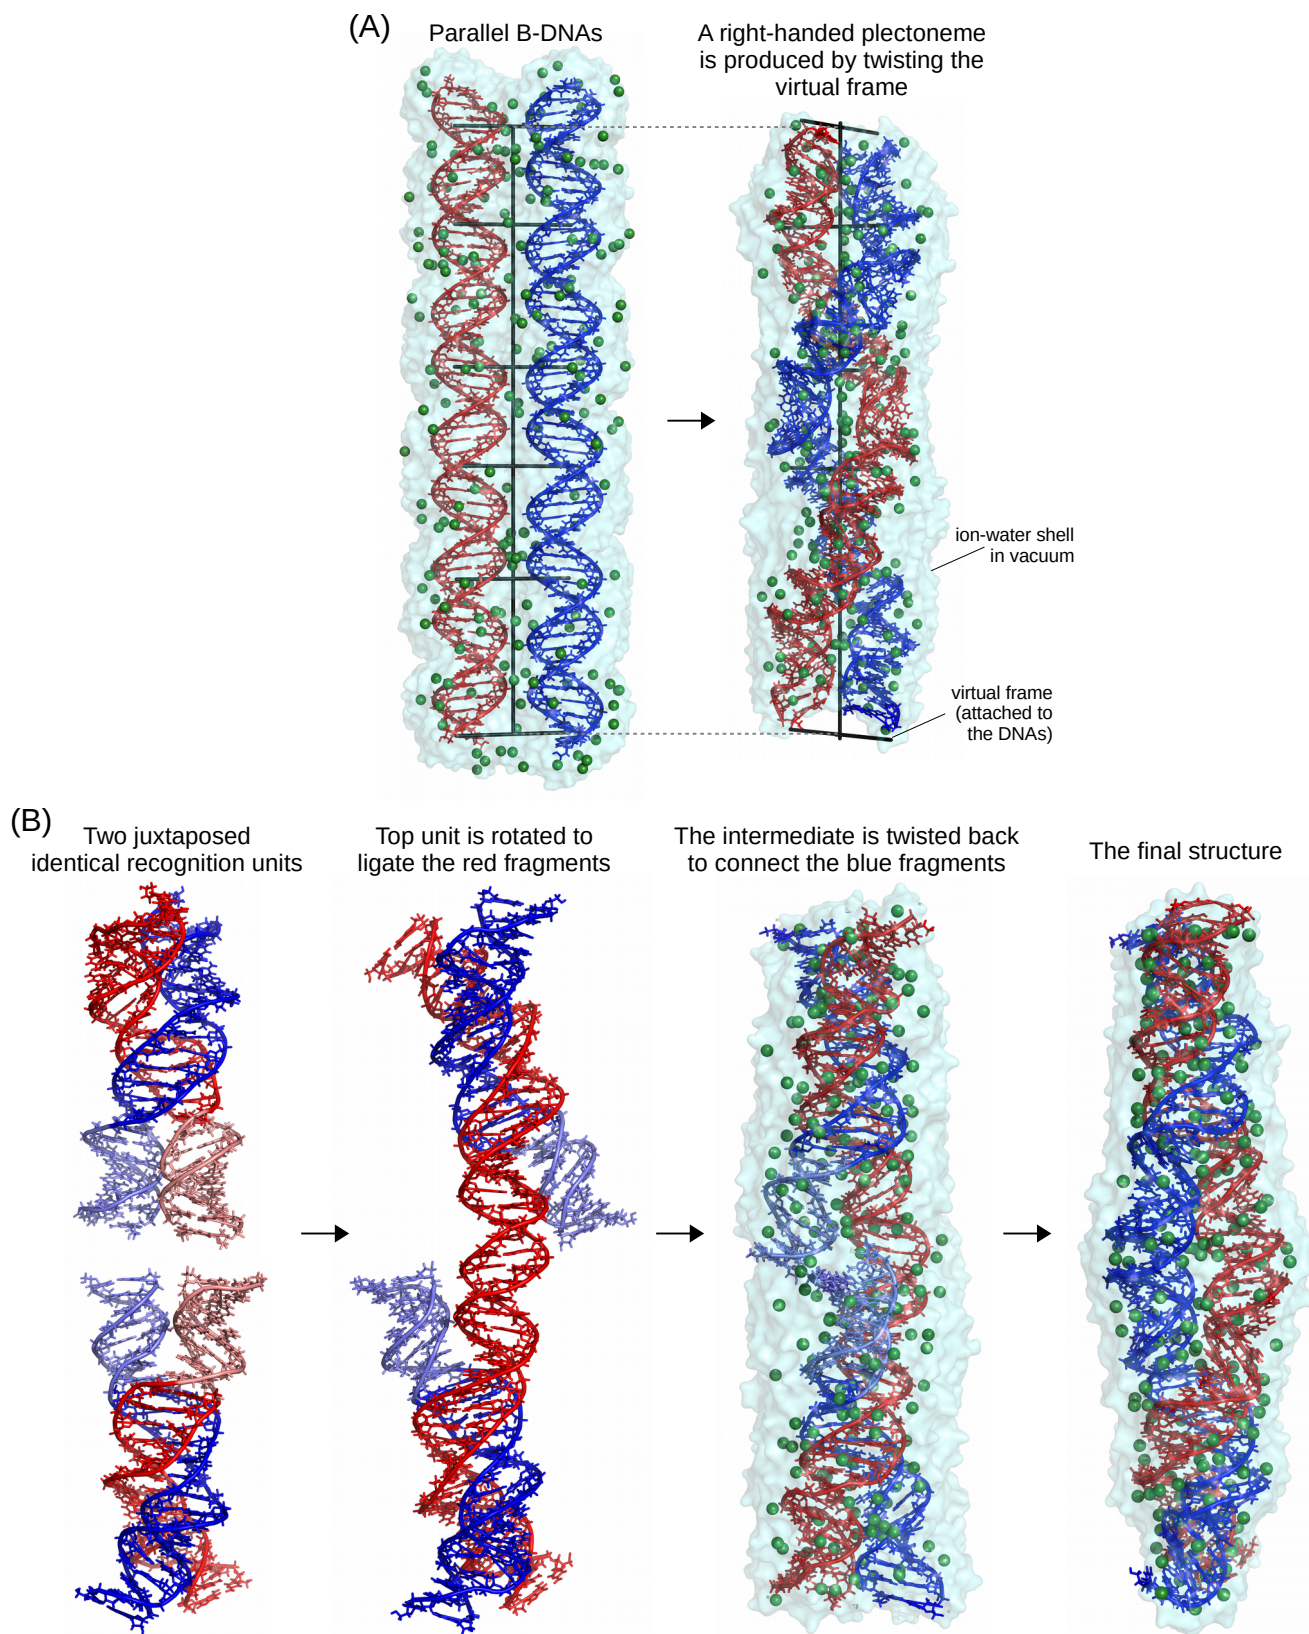 (A)
Parallel B-DNAs
A right-handed plectoneme
is produced by twisting the
virtual frame
ion-water shell
in vacuum
virtual frame
(attached to
the DNAs)
(B)
Two juxtaposed
identical recognition units
Top unit is rotated to
ligate the red fragments
The intermediate is twisted back
to connect the blue fragments
The final structure